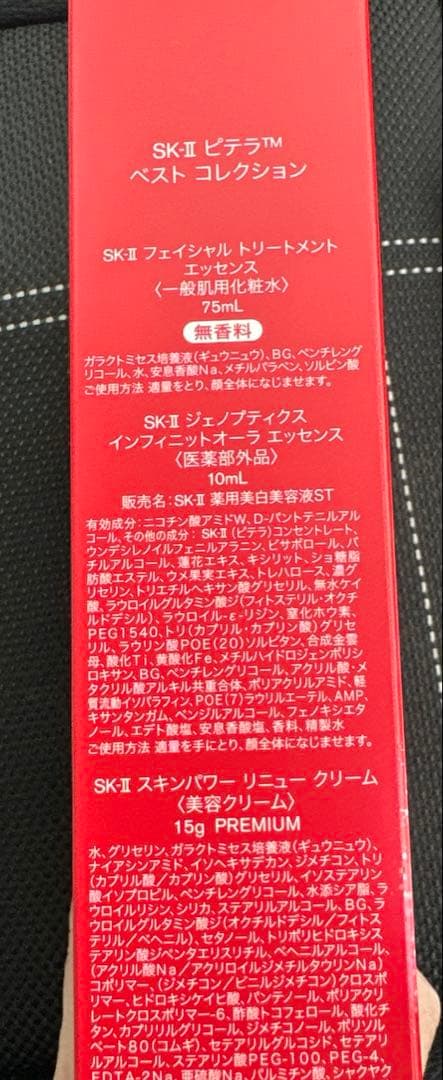 SK-II ピテラ™
ベスト コレクション
SK-II フェイシャル トリートメント
エッセンス
〈一般肌用化粧水〉
75mL
無香料
ガラクトミセス培養液(ギュウニュウ)、BG、ペンチレング
リコール、水、安息香酸Na、メチルパラベン、ソルビン酸
ご使用方法 適量をとり、顔全体になじませます。
SK-II ジェノプティクス
インフィニットオーラ エッセンス
〈医薬部外品〉
10mL
販売名:SK-II 薬用美白美容液ST
有効成分:ニコチン酸アミドW、D-パントテニルアル
コール、その他の成分: SK-II (ピテラ)コンセントレート、
ウンデシレノイルフェニルアラニン、ビサボロール、バ
チルアルコール、蓮花エキス、キシリット、ショ糖脂
肪酸エステル、ウメ果実エキス、トレハロース、濃グ
リセリン、トリエチルヘキサン酸グリセリル、無水ケイ
酸、ラウロイルグルタミン酸ジ(フィトステリル・オクチ
ルドデシル)、ラウロイル-ε-リジン、窒化ホウ素、
PEG1540、トリ(カプリル・カプリン酸)グリセ
リル、ラウリン酸POE(20)ソルビタン、合成金雲
母、酸化Ti、黄酸化Fe、メチルハイドロジェンポリシ
ロキサン、BG、ペンチレングリコール、アクリル酸・メ
タクリル酸アルキル共重合体、ポリアクリルアミド、軽
質流動イソパラフィン、POE(7)ラウリルエーテル、AMP、
キサンタンガム、ベンジルアルコール、フェノキシエタ
ノール、エデト酸塩、安息香酸塩、香料、精製水
ご使用方法 適量を手にとり、顔全体になじませます。
SK-II スキンパワー リニュー クリーム
〈美容クリーム〉
15g PREMIUM
水、グリセリン、ガラクトミセス培養液(ギュウニュウ)、
ナイアシンアミド、イソヘキサデカン、ジメチコン、トリ
(カプリル酸/カプリン酸)グリセリル、イソステアリン
酸イソプロピル、ペンチレングリコール、水添シア脂、ラ
ウロイルリシン、シリカ、ステアリルアルコール、BG、ラ
ウロイルグルタミン酸ジ(オクチルドデシル/フィトス
テリル/ベヘニル)、セタノール、トリポリヒドロキシス
テアリン酸ジペンタエリスリチル、ベヘニルアルコール、
(アクリル酸Na/アクリロイルジメチルタウリンNa)
コポリマー、(ジメチコン/ビニルジメチコン)クロスポ
リマー、ヒドロキシケイヒ酸、パンテノール、ポリアクリ
レートクロスポリマー-6、酢酸トコフェロール、酸化チ
タン、カプリリルグリコール、ジメチコノール、ポリソル
ベート80(コムギ)、セテアリルグルコシド、セテアリ
ルアルコール、ステアリン酸PEG-100、PEG-4、
EDTA-2Na、亜硫酸Na、パルミチン酸、シャクヤク